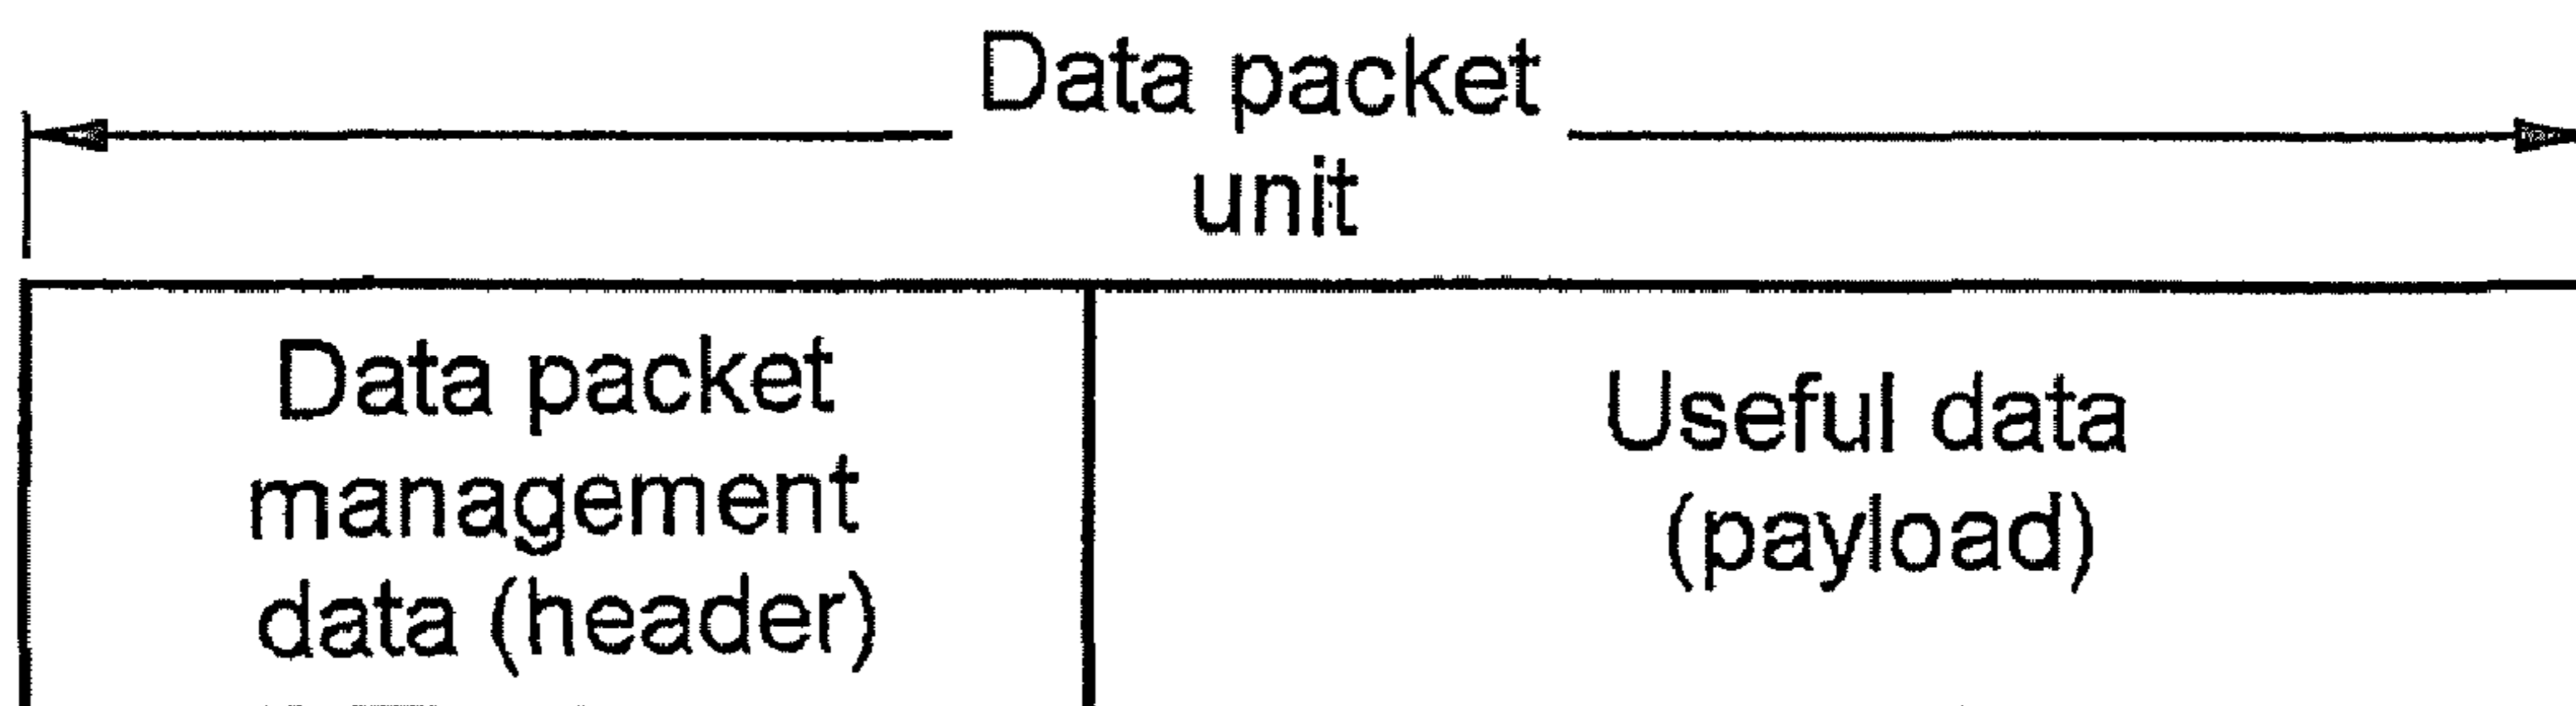 Data packet
unit
Data packet
management
data (header)
Useful data
(payload)